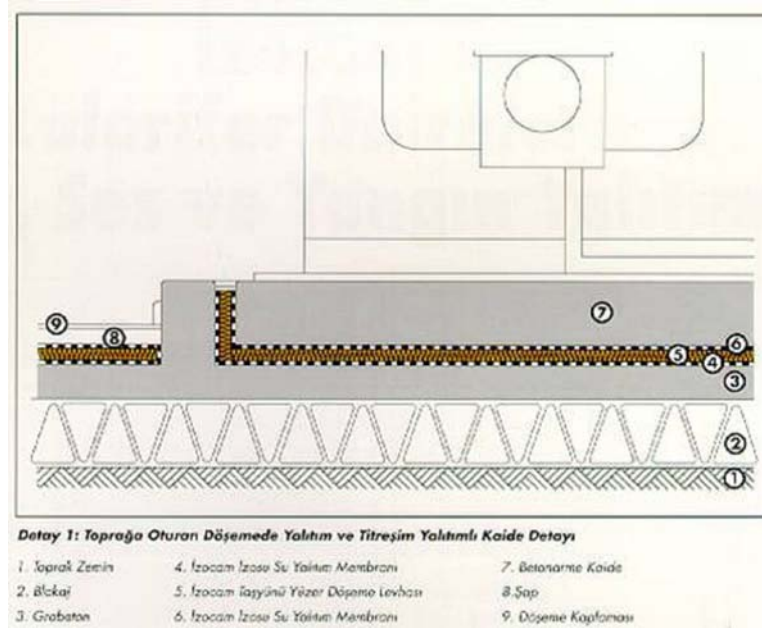 9
8
7
6
5
4
3
2
1
Detay 1: Toprağa Oturan Döşemede Yalıtım ve Titreşim Yalıtımlı Kaide Detayı
1. Toprak Zemin
2. Blokaj
3. Grobeton
4. İzocam İzosu Su Yalıtım Membranı
5. İzocam Taşyünü Yüzer Döşeme Levhası
6. İzocam İzosu Su Yalıtım Membranı
7. Betonarme Kaide
8.Şap
9. Döşeme Kaplaması